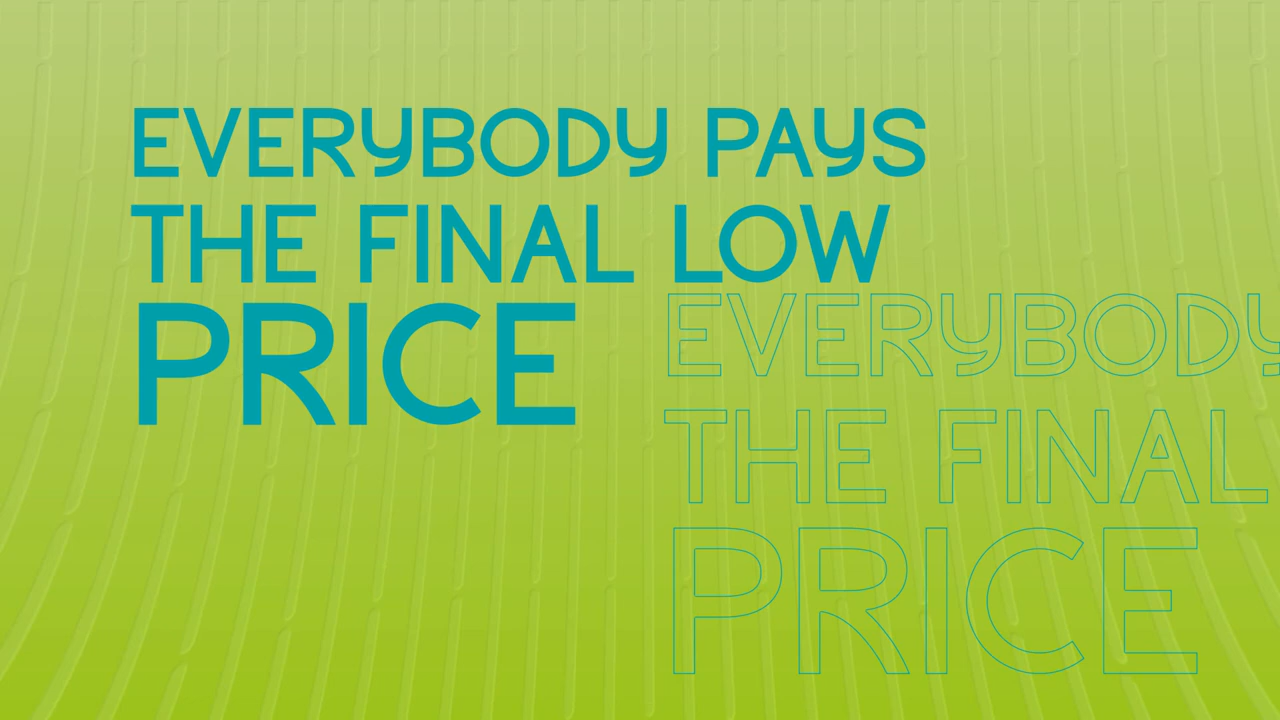 EVERYBODY PAYS
THE FINAL LOW
PRICE
EVERYBODY
THE FINAL
PRICE